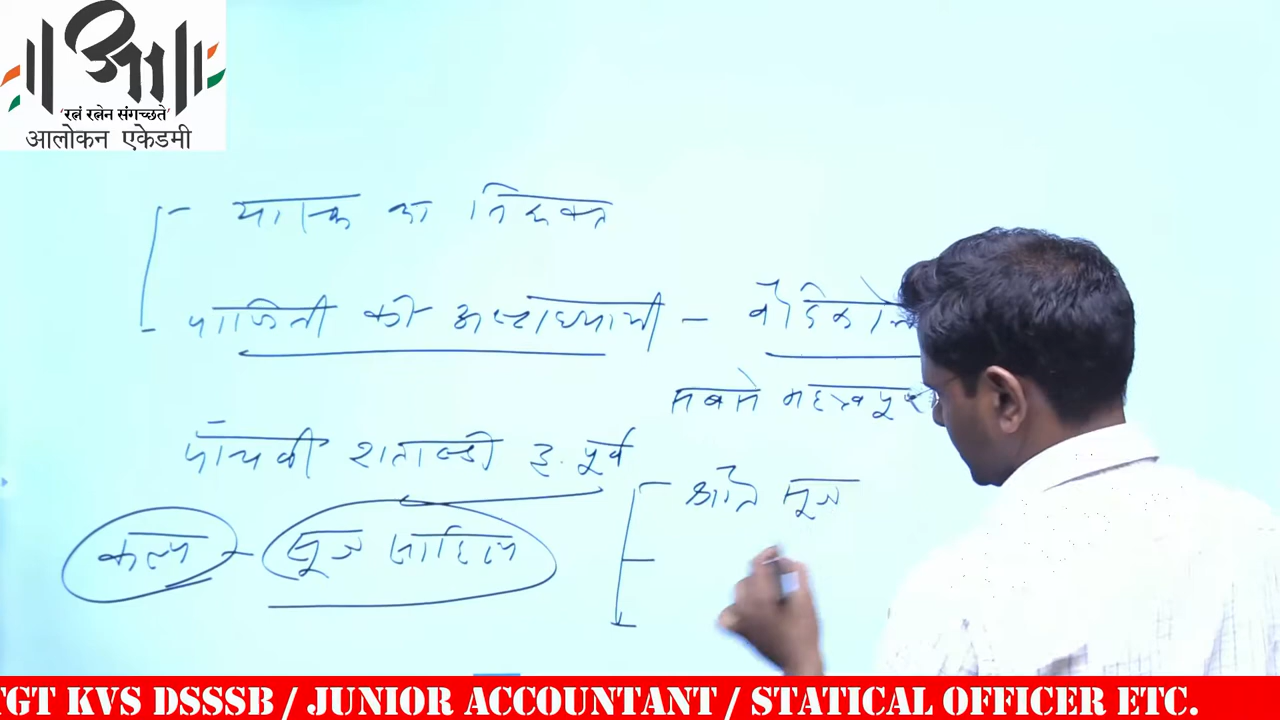 'रत्नं रत्नेन संगच्छते'
आलोकन एकेडमी
यास्क का निरुक्त
पाणिनी की अष्टाध्यायी –
सबसे महत्वपूर्ण
पाँचवी शताब्दी ई. पूर्व
श्रौत सूत्र
कल्प – सूत्र साहित्य
TGT KVS DSSSB / JUNIOR ACCOUNTANT / STATICAL OFFICER ETC.